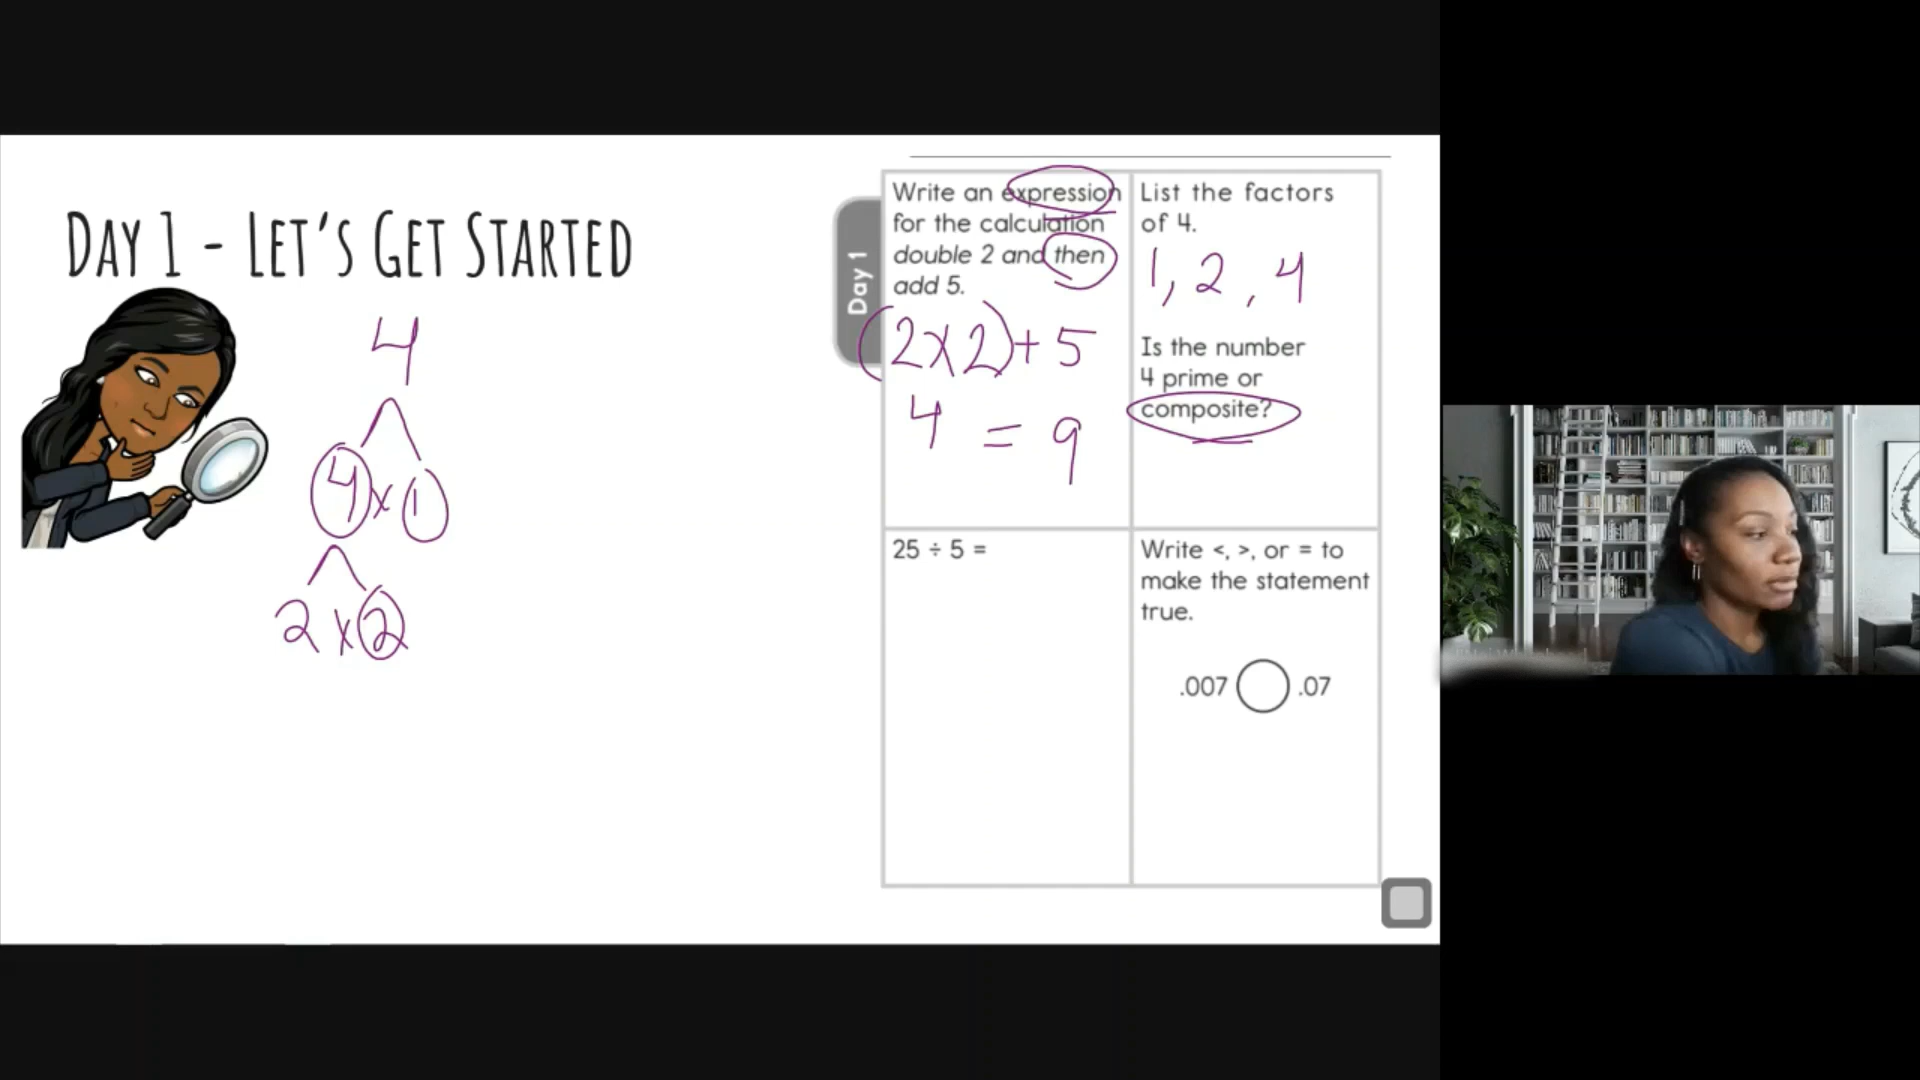 DAY 1 - LET'S GET STARTED
4
4 x 1
2 x 2
Day 1
Write an expression
for the calculation
double 2 and then
add 5.
(2x2)+5
4 = 9
List the factors
of 4.
1, 2, 4
Is the number
4 prime or
composite?
25 ÷ 5 =
Write <, >, or = to
make the statement
true.
.007 .07